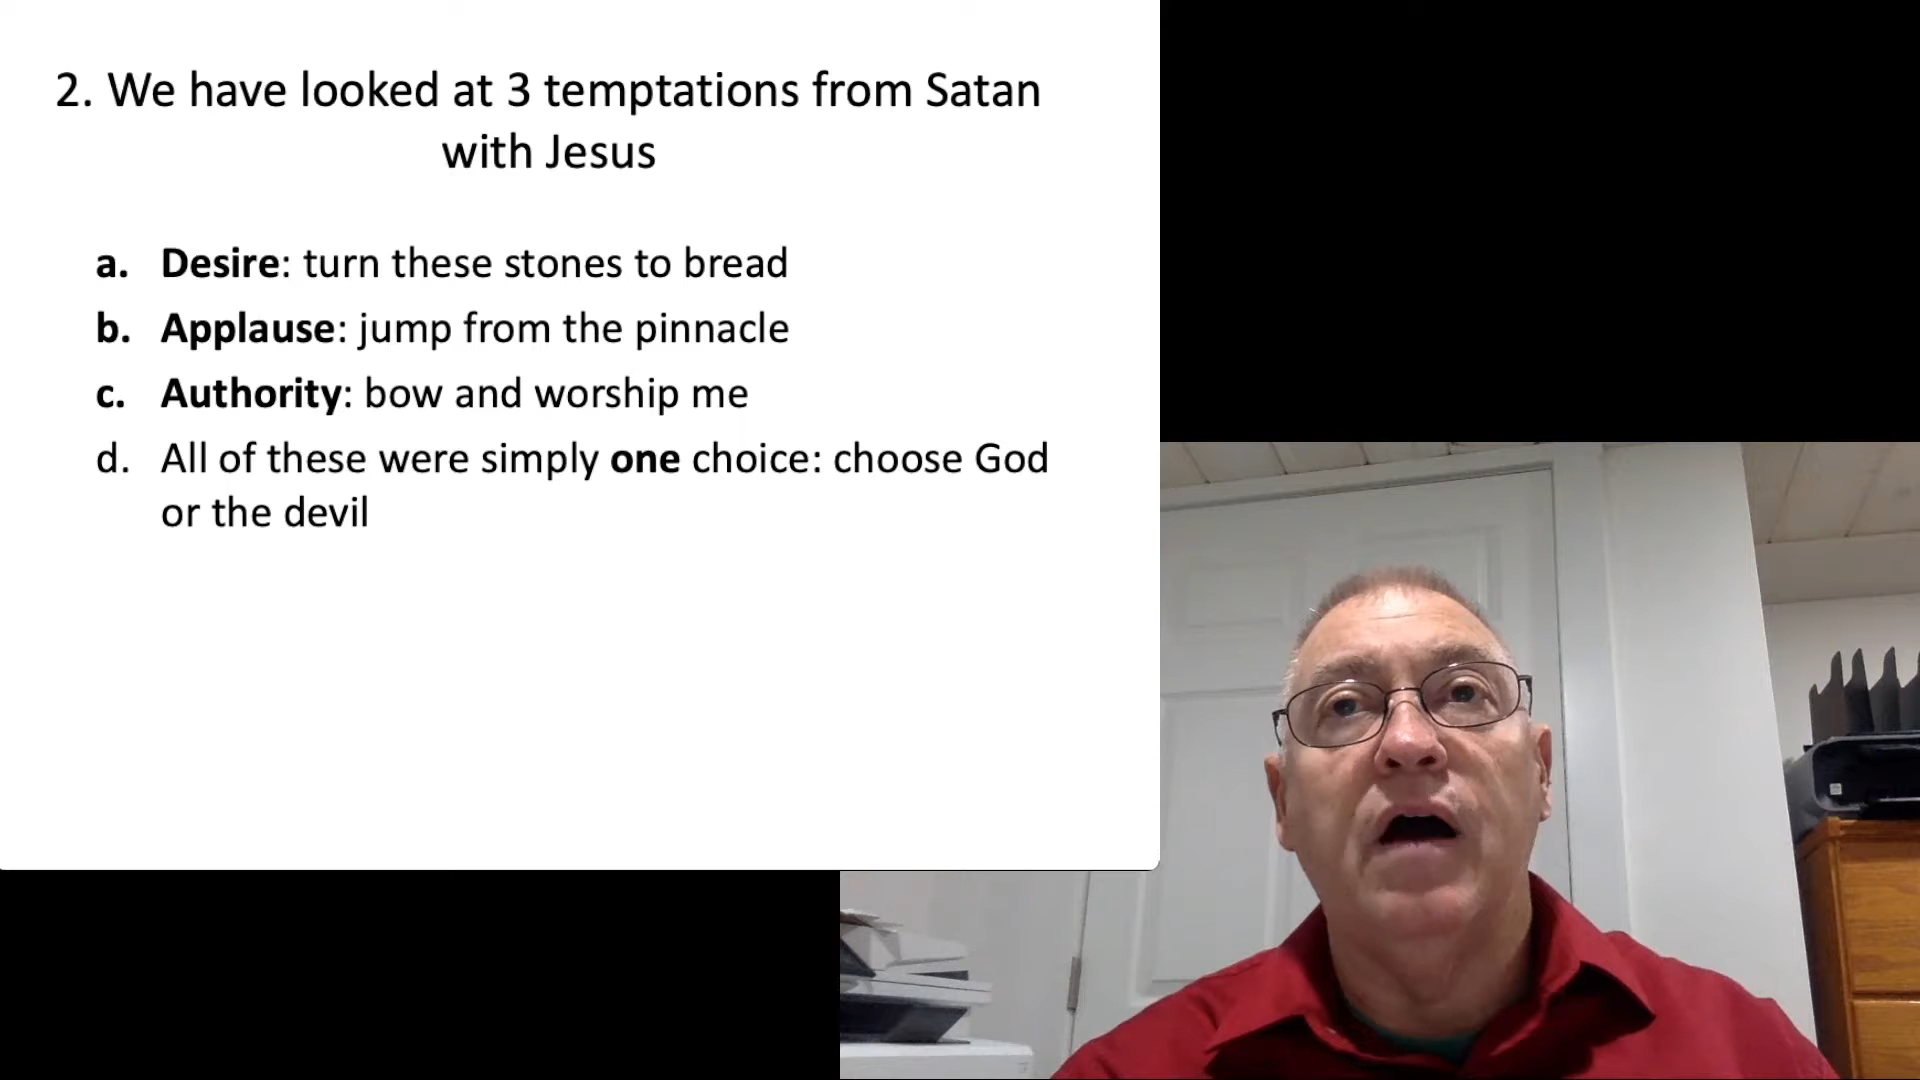 2. We have looked at 3 temptations from Satan
with Jesus
a. Desire: turn these stones to bread
b. Applause: jump from the pinnacle
c. Authority: bow and worship me
d. All of these were simply one choice: choose God
or the devil